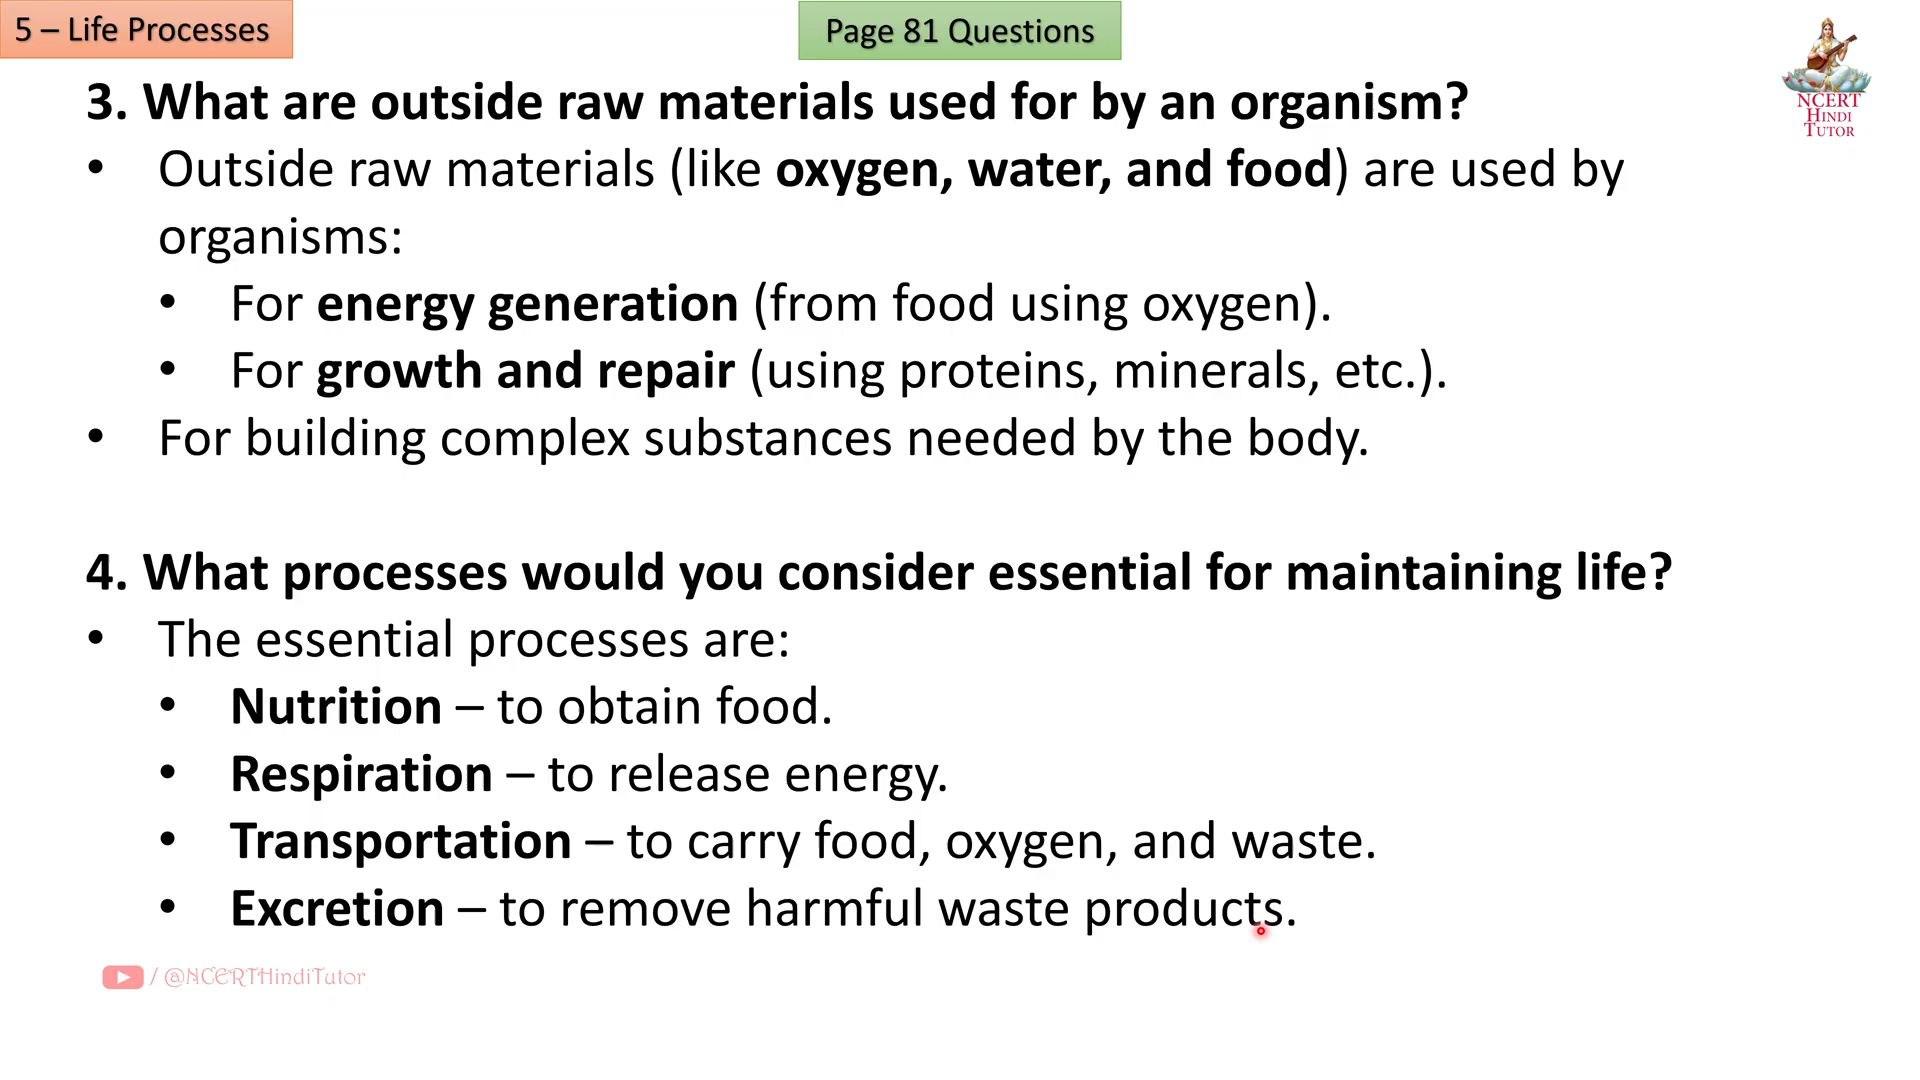 5 – Life Processes
Page 81 Questions
NCERT
HINDI
TUTOR
3. What are outside raw materials used for by an organism?
• Outside raw materials (like oxygen, water, and food) are used by
organisms:
• For energy generation (from food using oxygen).
• For growth and repair (using proteins, minerals, etc.).
• For building complex substances needed by the body.
4. What processes would you consider essential for maintaining life?
• The essential processes are:
• Nutrition – to obtain food.
• Respiration – to release energy.
• Transportation – to carry food, oxygen, and waste.
• Excretion – to remove harmful waste products.
/ @NCERTHindiTutor